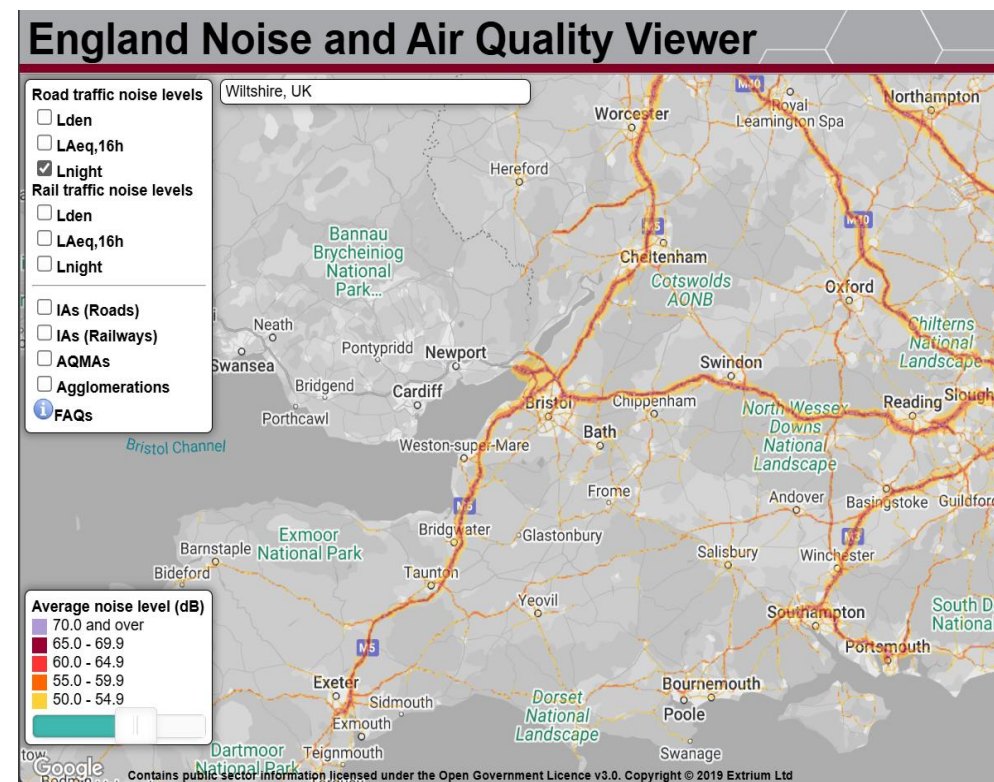 England Noise and Air Quality Viewer
Road traffic noise levels
Lden
LAeq,16h
Lnight
Rail traffic noise levels
Lden
LAeq,16h
Lnight
IAs (Roads)
IAs (Railways)
AQMAs
Agglomerations
FAQs
Wiltshire, UK
Worcester
M40
Royal
Leamington Spa
Northampton
Hereford
Bannau
Brycheiniog
National
Park...
M5
Cheltenham
M40
Cotswolds
AONB
Oxford
Chilterns
National
Landscape
Neath
Swansea
Pontypridd
Newport
Bridgend
Cardiff
Porthcawl
Swindon
Bristol
Chippenham
North Wessex
Downs
National
Landscape
Reading
Slough
Bath
Bristol Channel
Weston-super-Mare
Frome
Andover
Basingstoke
Guildfor
M5
Bridgwater
Glastonbury
M3
Exmoor
National Park
Barnstaple
Bideford
Salisbury
Winchester
Taunton
Yeovil
Southampton
South D
Nationa
Portsmouth
M5
Exeter
Sidmouth
Exmouth
Bournemouth
Poole
Dorset
National
Landscape
Swanage
Dartmoor
National Park
Teignmouth
Average noise level (dB)
70.0 and over
65.0 - 69.9
60.0 - 64.9
55.0 - 59.9
50.0 - 54.9
Google
Contains public sector information licensed under the Open Government Licence v3.0. Copyright © 2019 Extrium Ltd